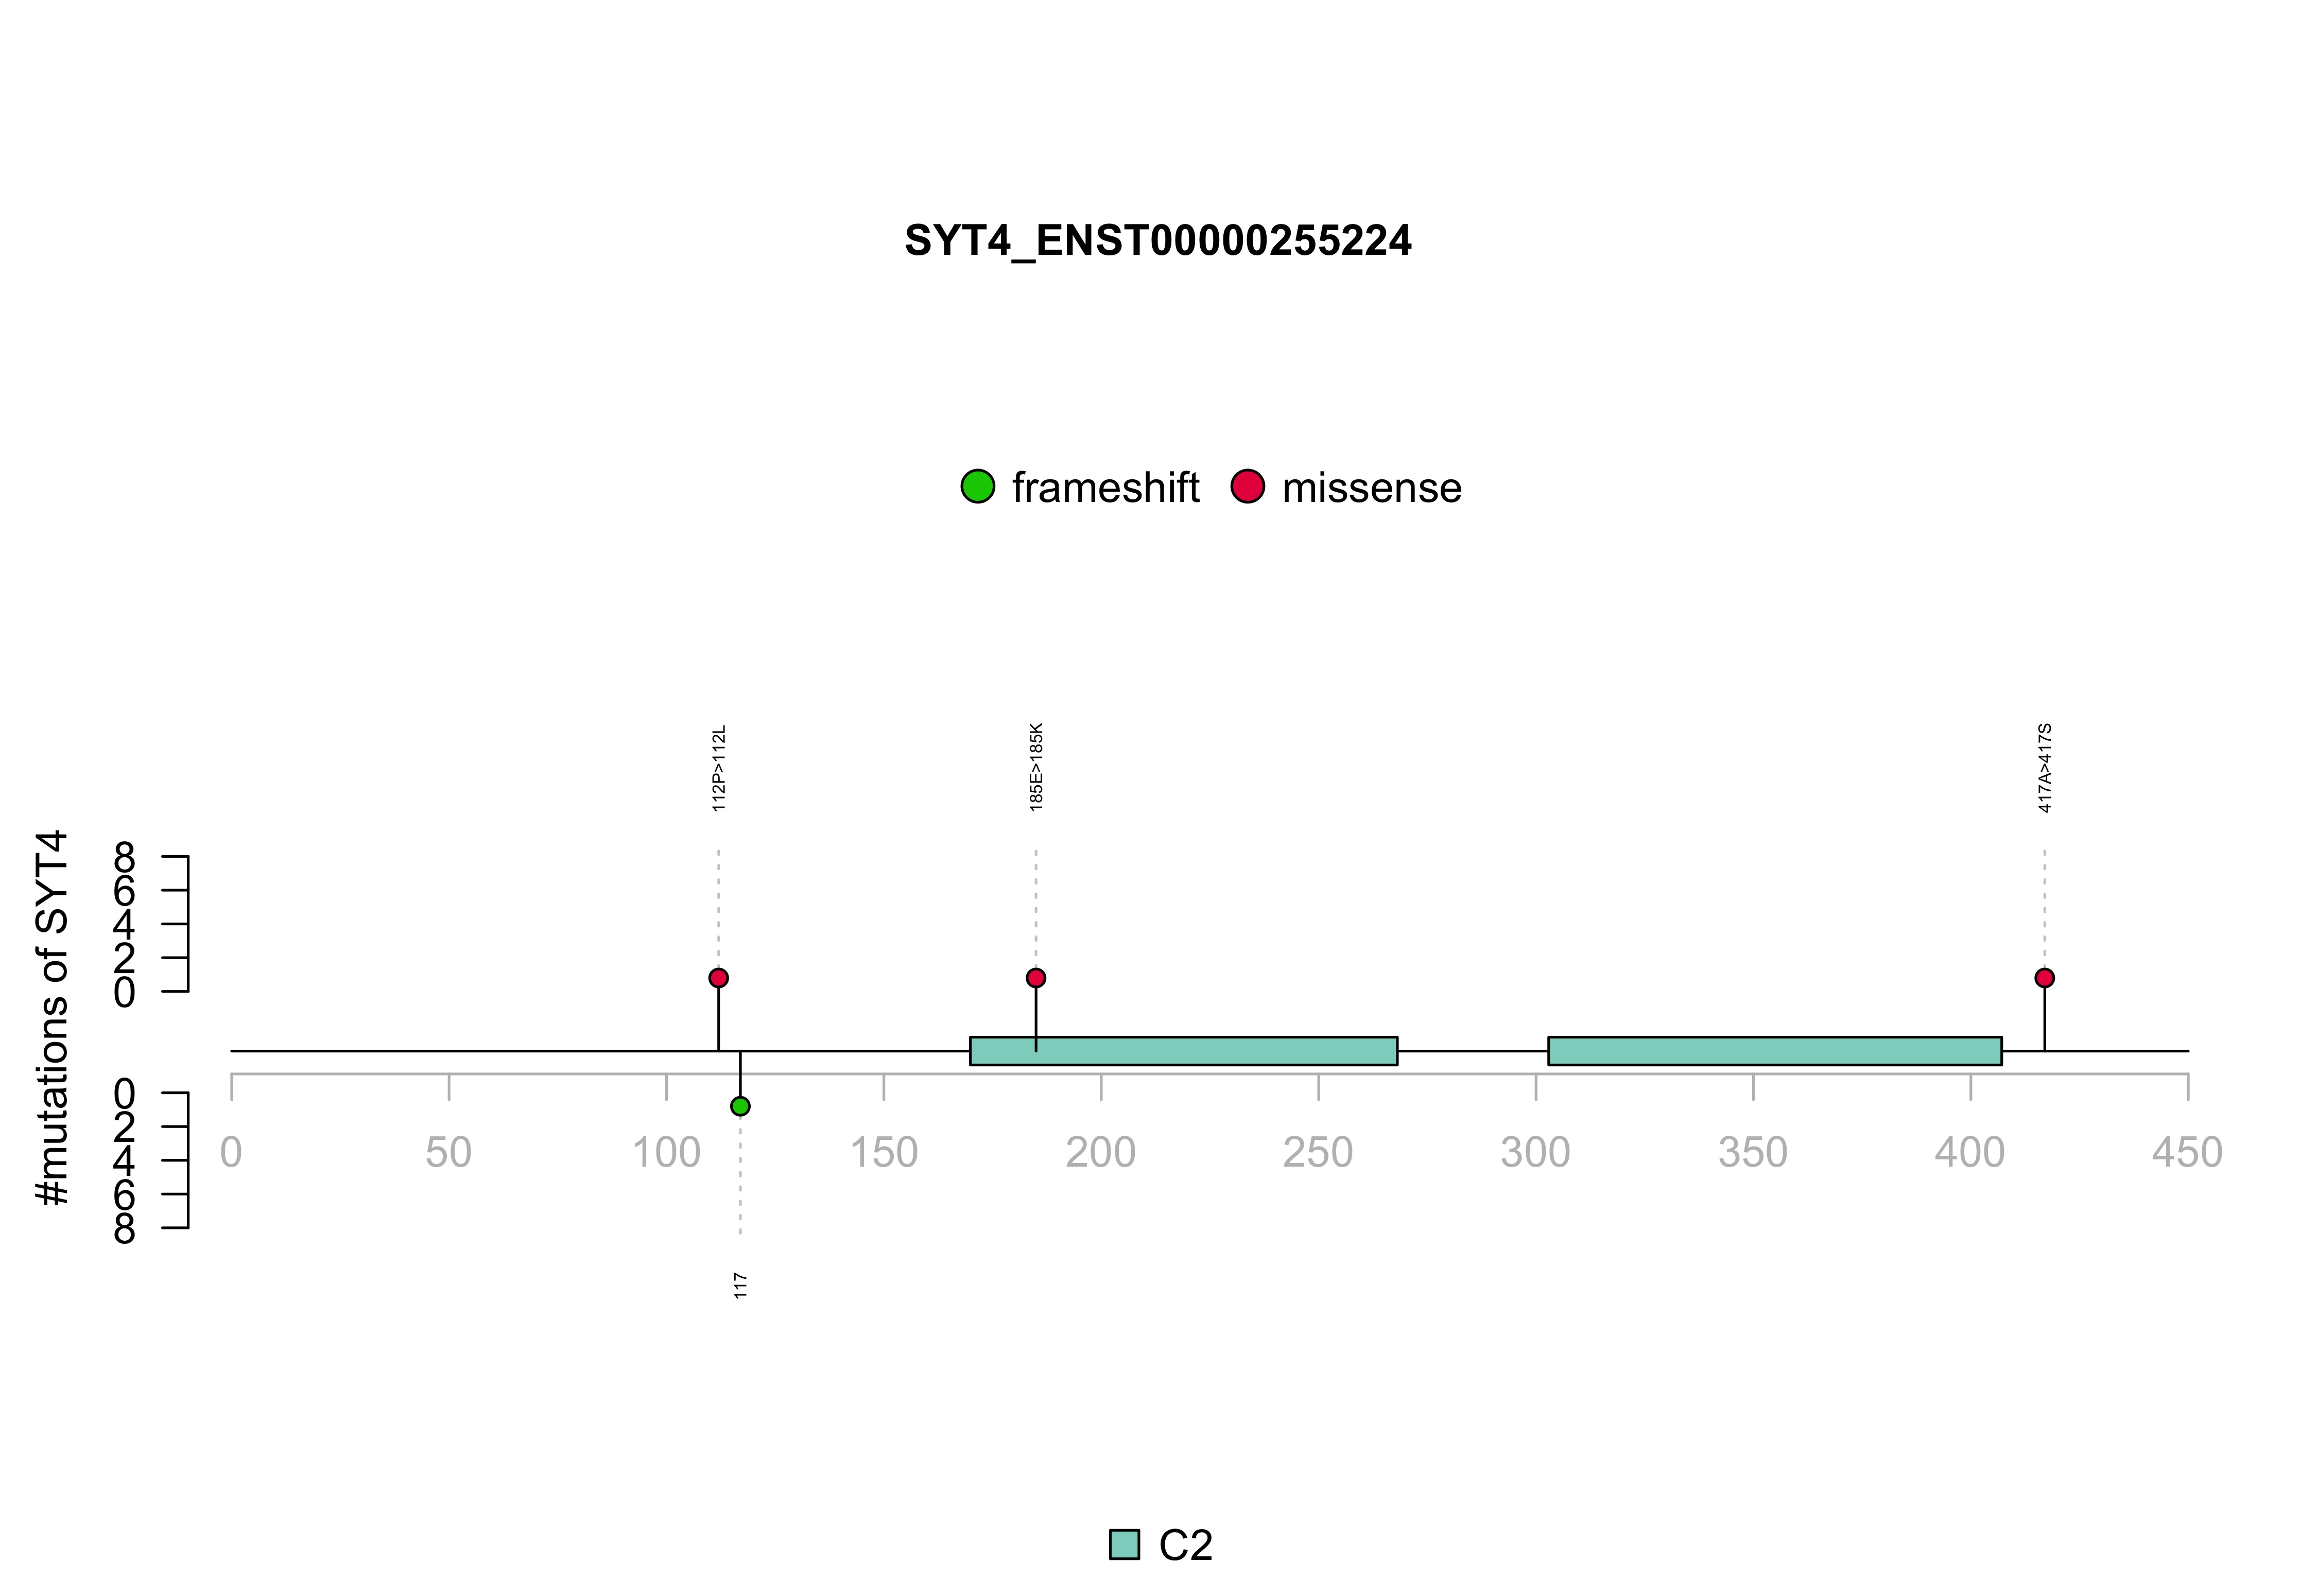 SYT4_ENST00000255224
frameshift missense
112P>112L
185E>185K
417A>417S
#mutations of SYT4
8
6
4
2
0
0
2
4
6
8
0 50 100 150 200 250 300 350 400 450
117
C2